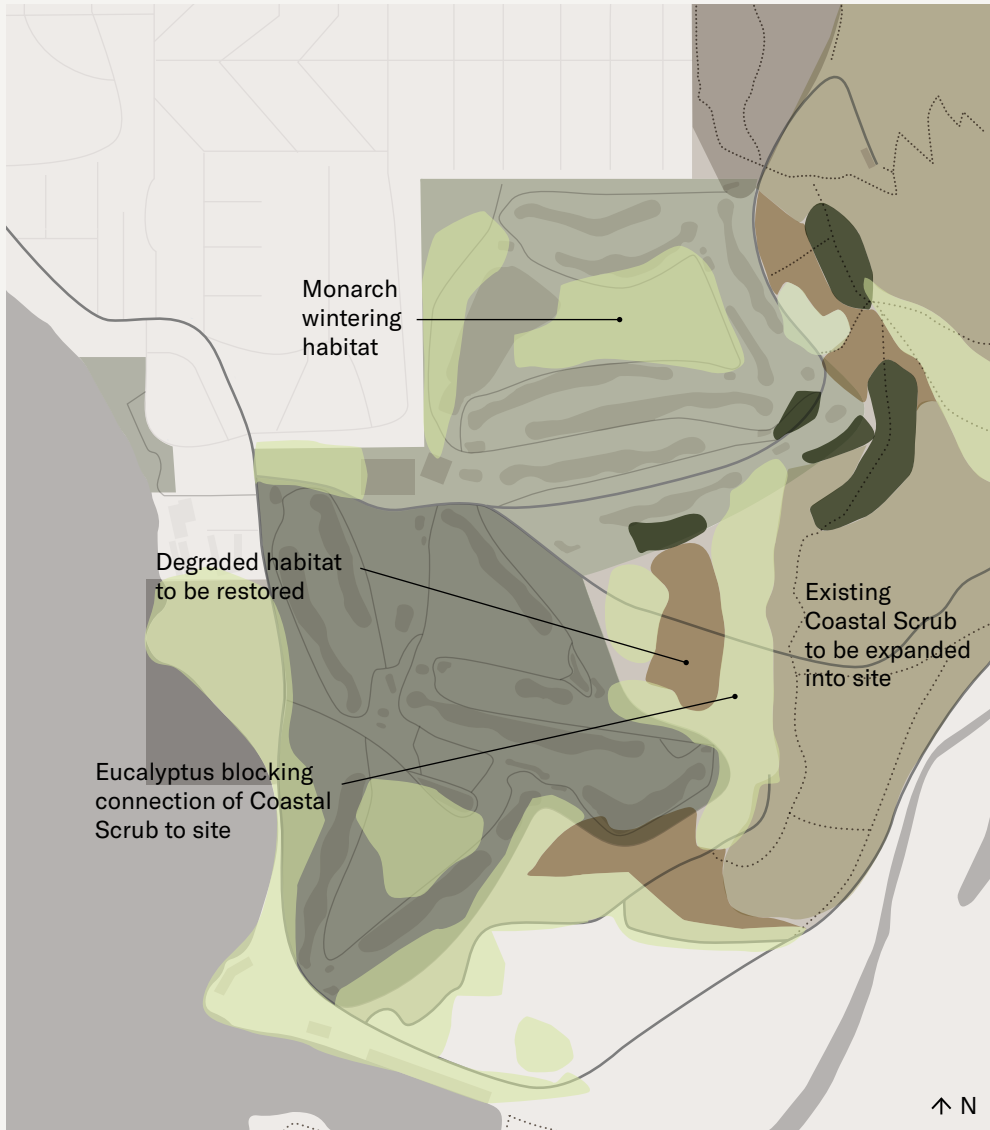 Monarch
wintering
habitat
Degraded habitat
to be restored
Existing
Coastal Scrub
to be expanded
into site
Eucalyptus blocking
connection of Coastal
Scrub to site
↑ N